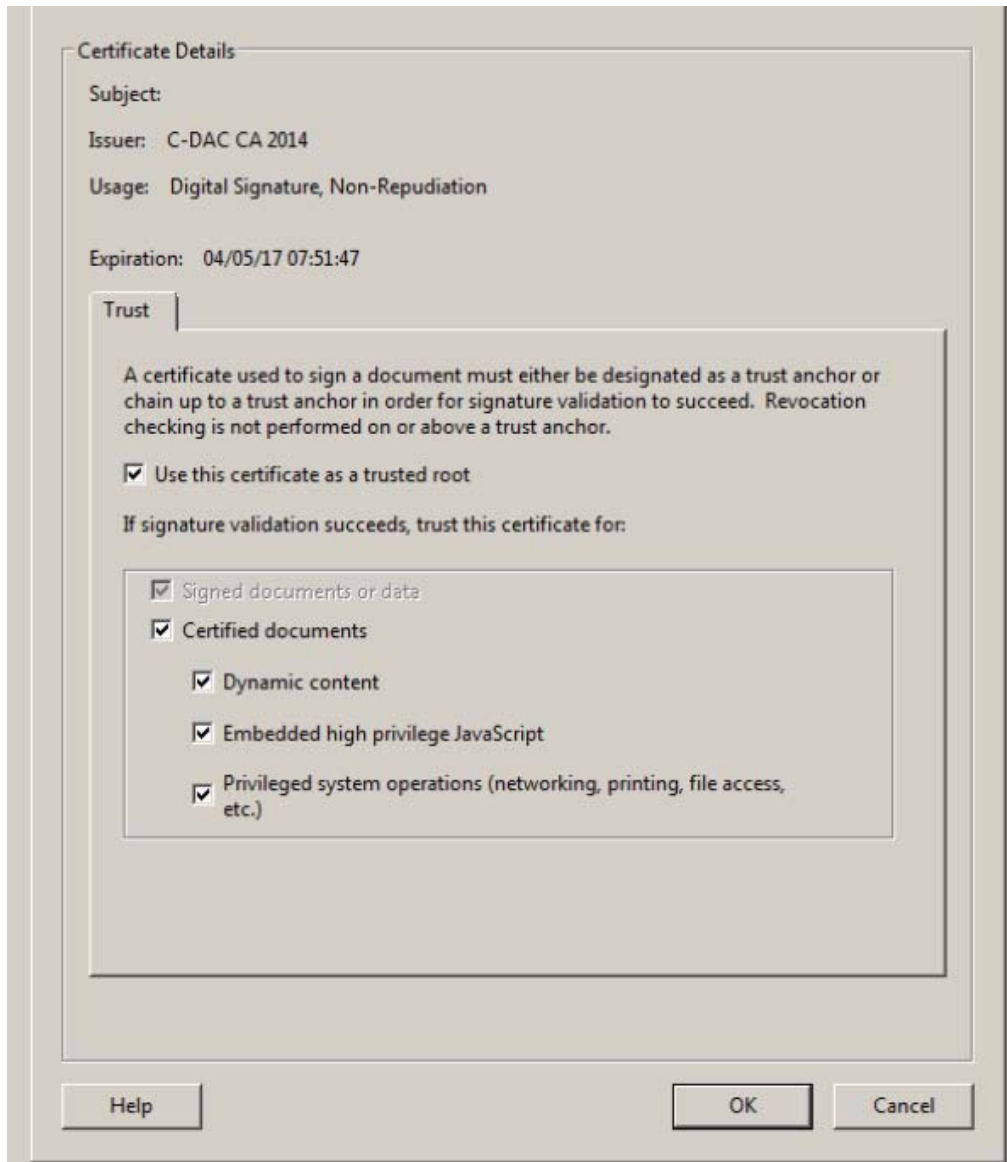 Certificate Details
Subject:
Issuer: C-DAC CA 2014
Usage: Digital Signature, Non-Repudiation
Expiration: 04/05/17 07:51:47
Trust
A certificate used to sign a document must either be designated as a trust anchor or
chain up to a trust anchor in order for signature validation to succeed. Revocation
checking is not performed on or above a trust anchor.
Use this certificate as a trusted root
If signature validation succeeds, trust this certificate for:
Signed documents or data
Certified documents
Dynamic content
Embedded high privilege JavaScript
Privileged system operations (networking, printing, file access,
etc.)
Help
OK
Cancel